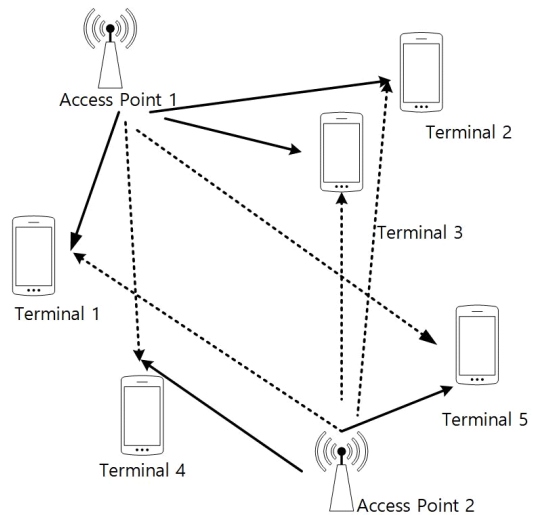 Access Point 1
Terminal 2
Terminal 3
Terminal 1
Terminal 5
Terminal 4
Access Point 2